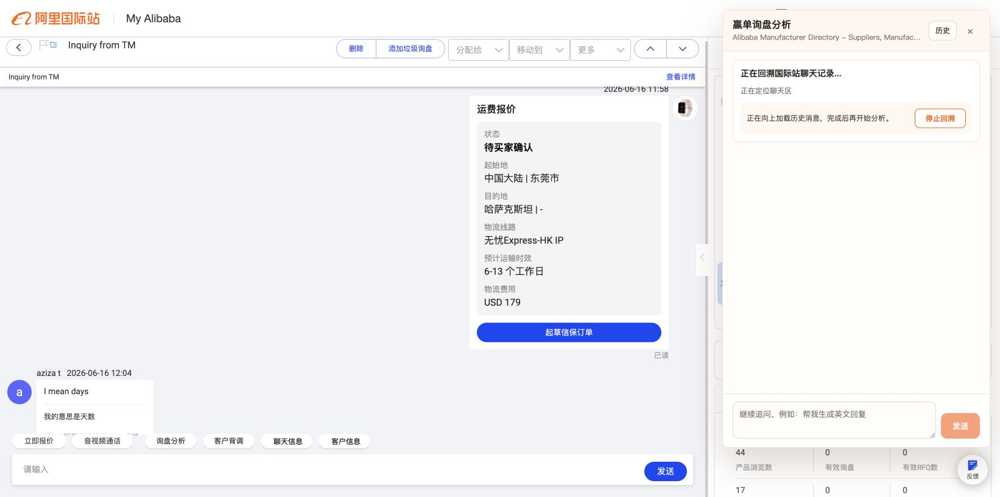 阿里国际站
My Alibaba
Inquiry from TM
删除
添加垃圾询盘
分配给
移动到
更多
Inquiry from TM
查看详情
2026-06-16 11:58
运费报价
状态
待买家确认
起始地
中国大陆 | 东莞市
目的地
哈萨克斯坦 | -
物流线路
无忧Express-HK IP
预计运输时效
6-13 个工作日
物流费用
USD 179
起草信保订单
已读
aziza t 2026-06-16 12:04
a
I mean days
我的意思是天数
立即报价
音视频通话
询盘分析
客户背调
聊天信息
客户信息
请输入
发送
赢单询盘分析
Alibaba Manufacturer Directory – Suppliers, Manufac...
历史
正在回溯国际站聊天记录...
正在定位聊天区
正在向上加载历史消息，完成后再开始分析。
停止回溯
继续追问，例如：帮我生成英文回复
发送
44
0
0
产品浏览数
有效询盘
有效RFQ数
17
0
0
反馈